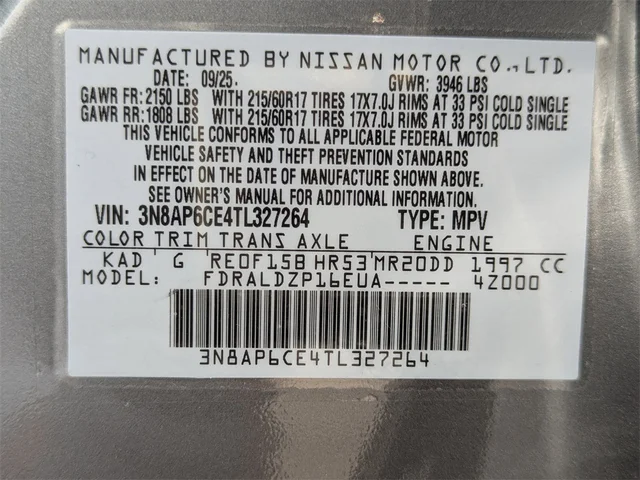 MANUFACTURED BY NISSAN MOTOR CO., LTD.
DATE: 09/25. GVWR: 3946 LBS
GAWR FR: 2150 LBS WITH 215/60R17 TIRES 17X7.0J RIMS AT 33 PSI COLD SINGLE
GAWR RR: 1808 LBS WITH 215/60R17 TIRES 17X7.0J RIMS AT 33 PSI COLD SINGLE
THIS VEHICLE CONFORMS TO ALL APPLICABLE FEDERAL MOTOR
VEHICLE SAFETY AND THEFT PREVENTION STANDARDS
IN EFFECT ON THE DATE OF MANUFACTURE SHOWN ABOVE.
SEE OWNER'S MANUAL FOR ADDITIONAL INFORMATION.
VIN: 3N8AP6CE4TL327264 TYPE: MPV
COLOR TRIM TRANS AXLE ENGINE
KAD G RE0F15B HR53 MR20DD 1997 CC
MODEL: FDRALDZP16EUA----- 4Z000
3N8AP6CE4TL327264